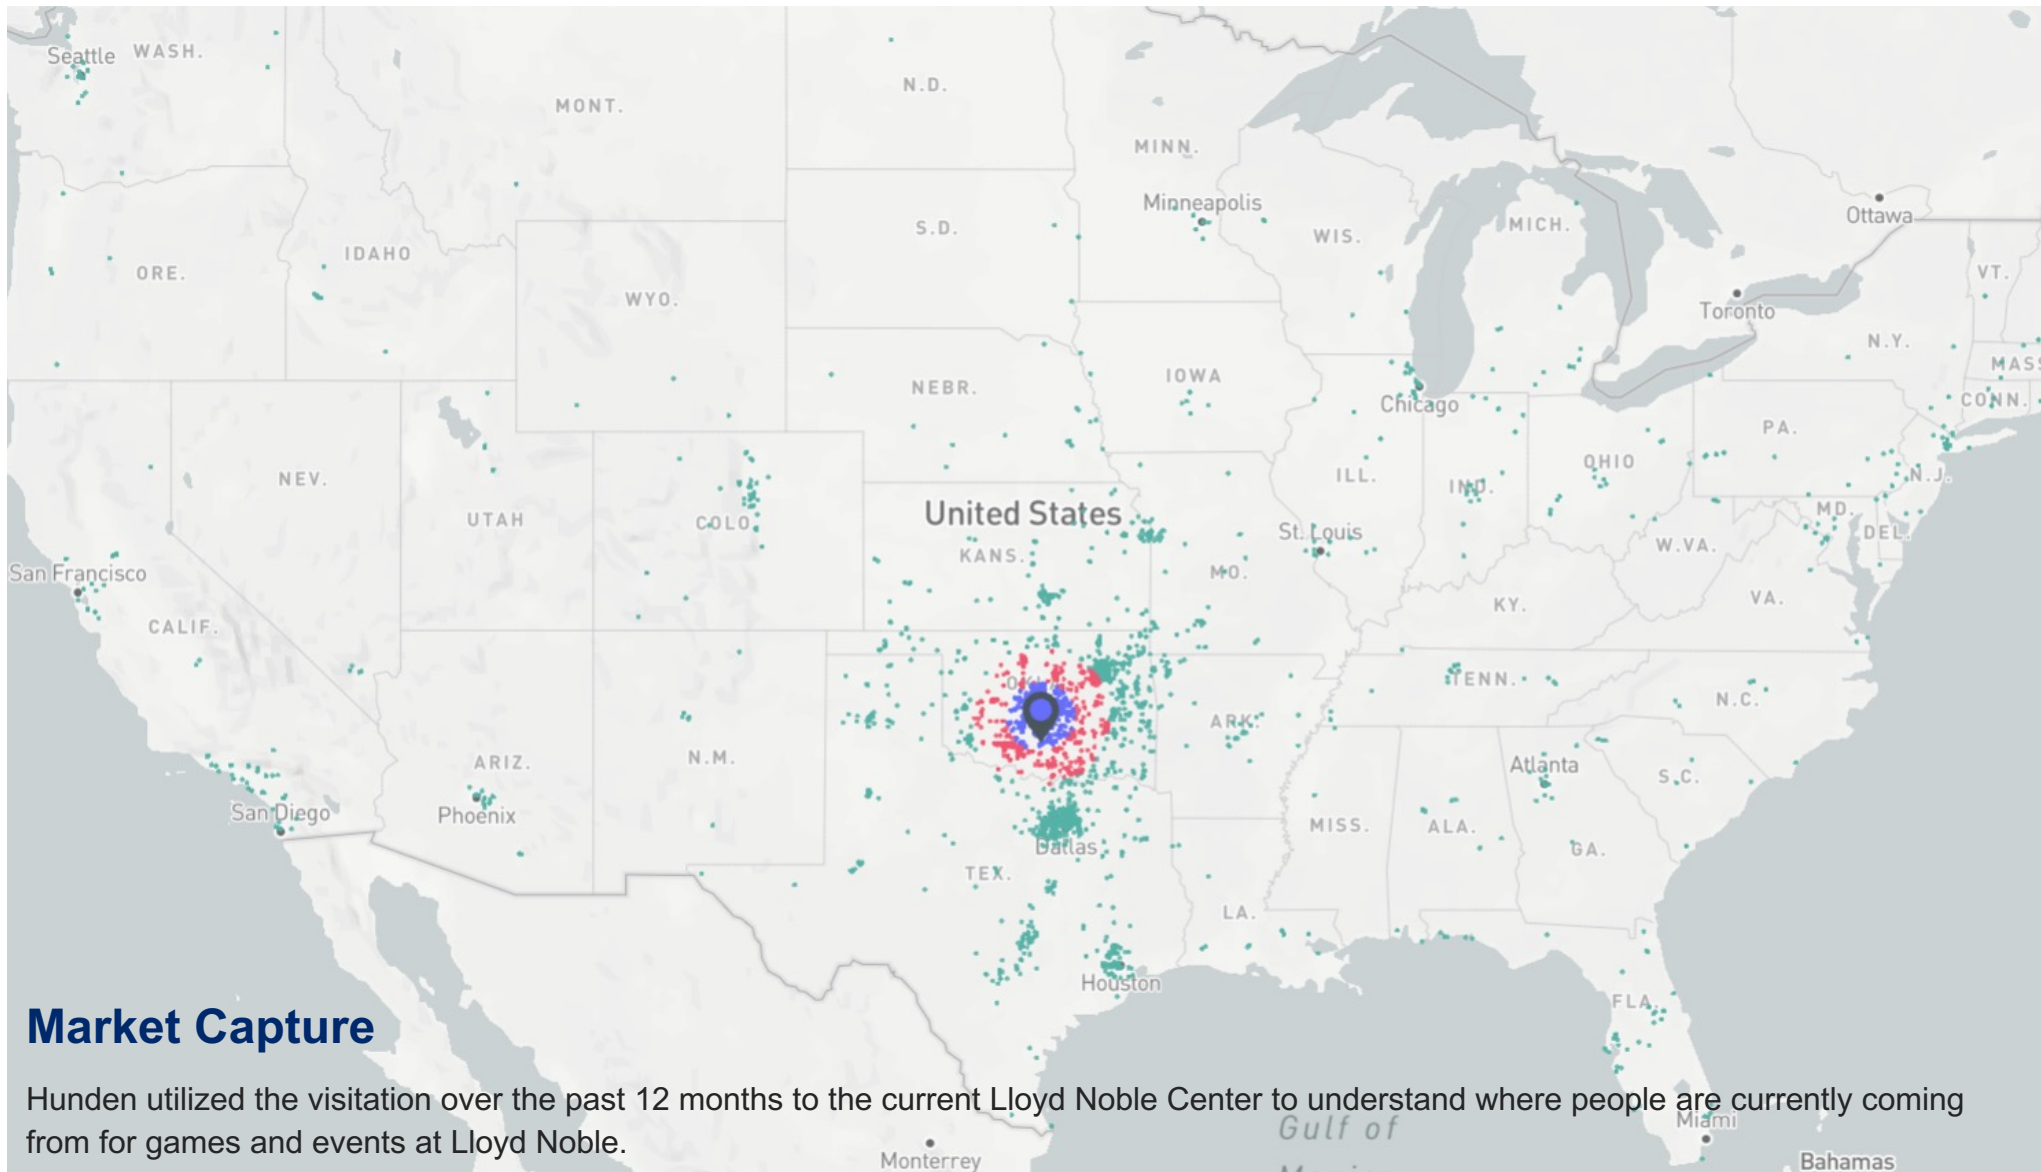 Seattle
WASH.
MONT.
N.D.
MINN.
Minneapolis
S.D.
WIS.
MICH.
Ottawa
ORE.
IDAHO
WYO.
VT.
Toronto
N.Y.
MASS
NEBR.
IOWA
Chicago
CONN.
PA.
NEV.
UTAH
COLO
ILL.
IND.
OHIO
N.J.
United States
KANS.
St. Louis
MO.
MD.
DEL.
W.VA.
San Francisco
CALIF.
KY.
VA.
OKLA.
TENN.
N.C.
ARIZ.
N.M.
ARK.
Atlanta
S.C.
San Diego
Phoenix
Dallas
MISS.
ALA.
GA.
TEX.
LA.
Houston
FLA.
Market Capture
Hunden utilized the visitation over the past 12 months to the current Lloyd Noble Center to understand where people are currently coming
from for games and events at Lloyd Noble.
Gulf of
Miami
Monterrey
Bahamas